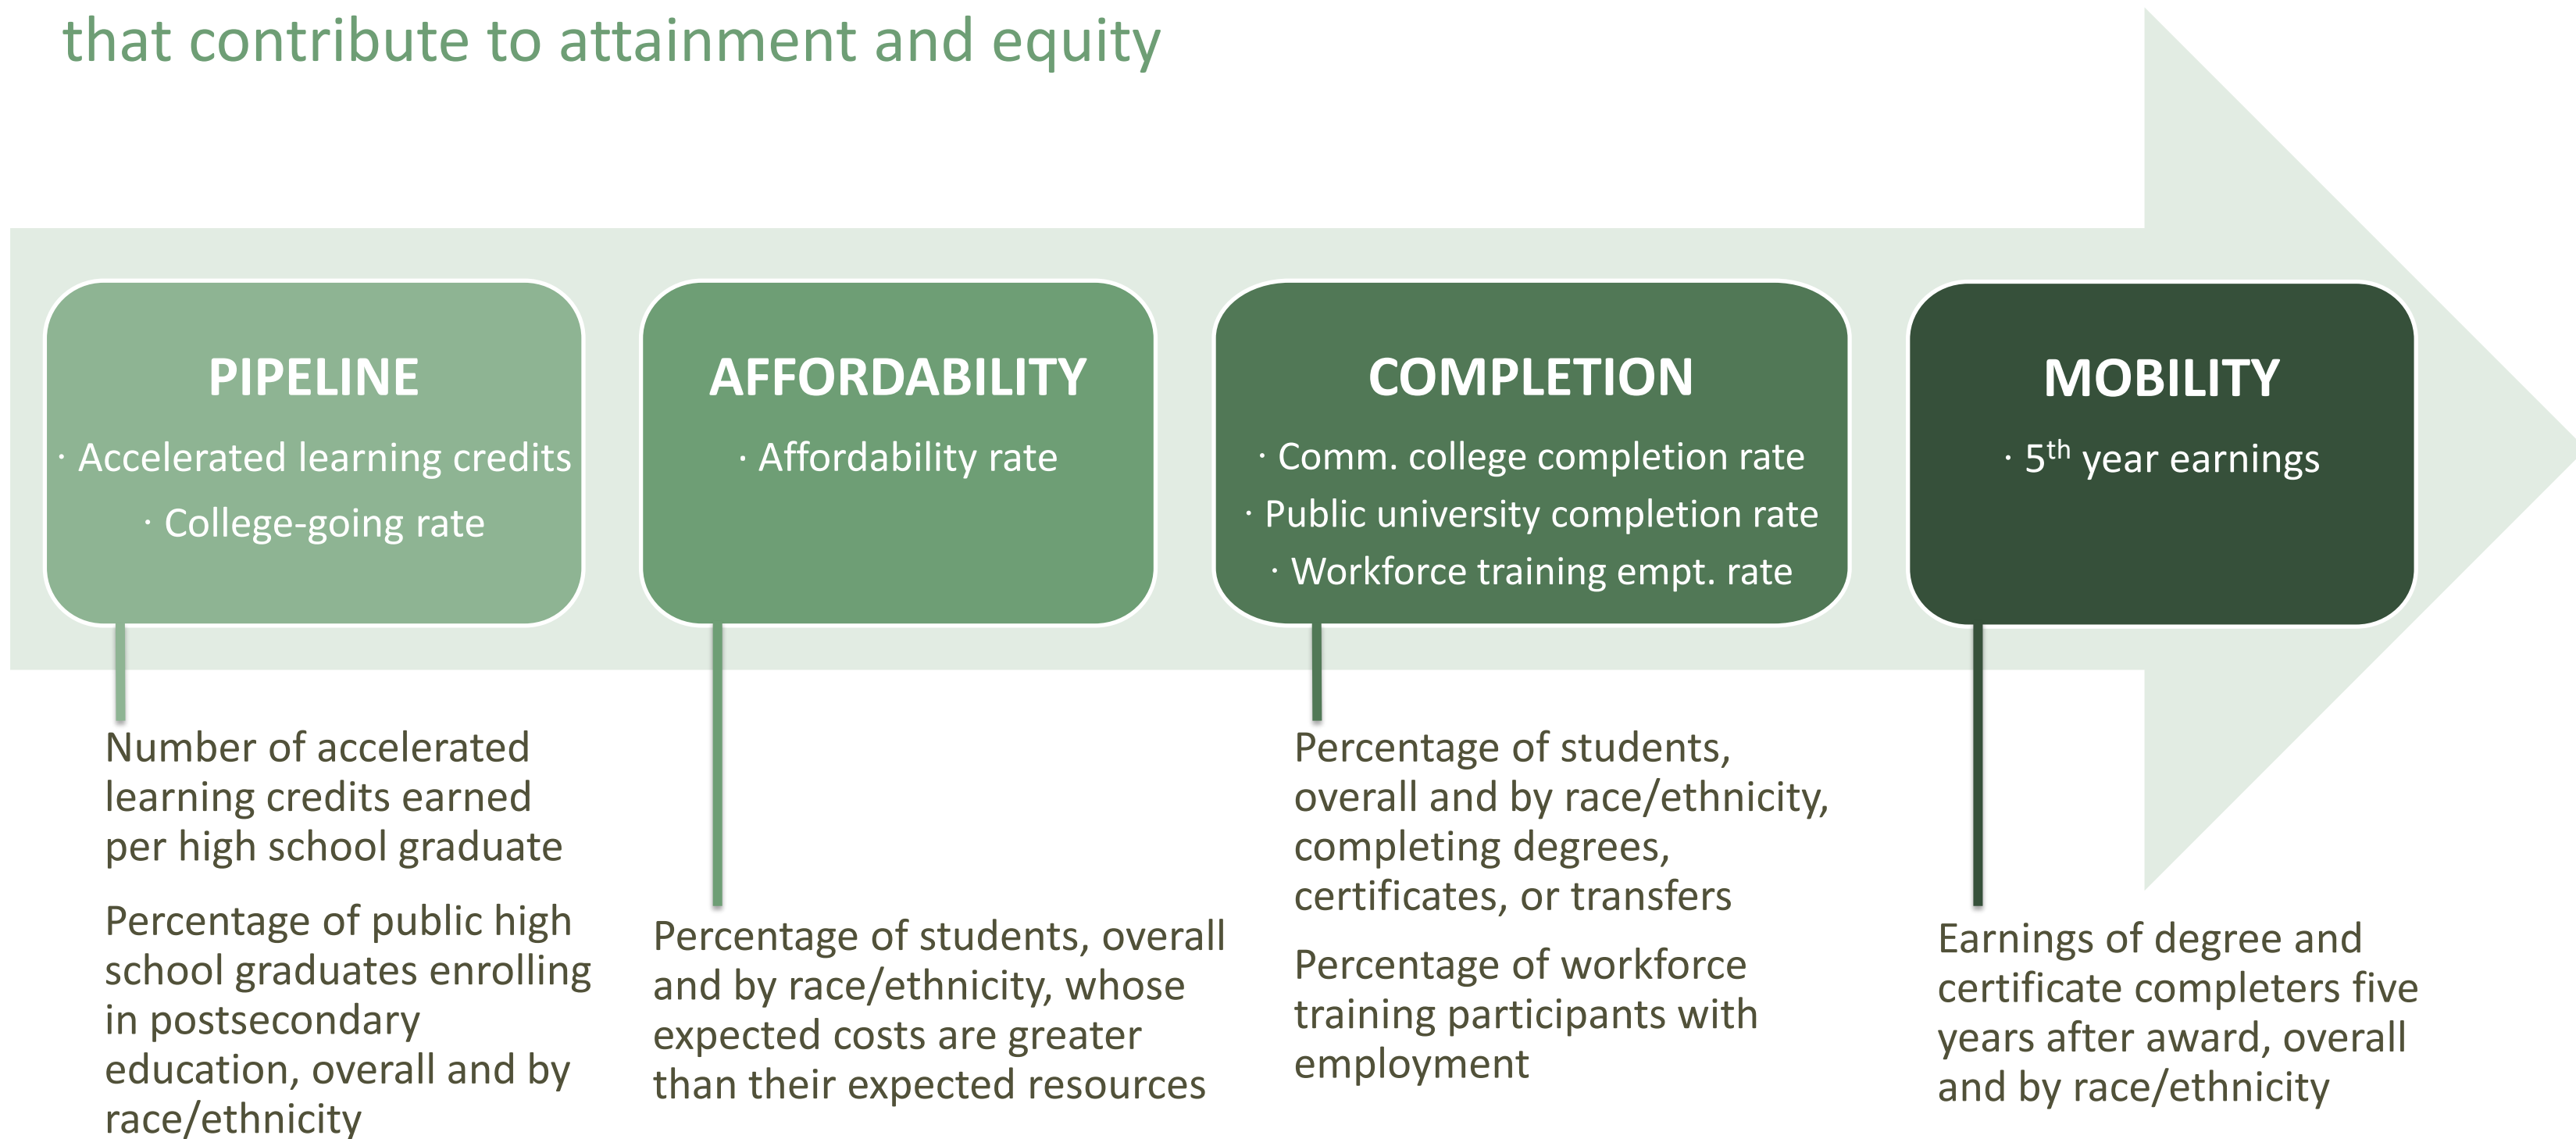 that contribute to attainment and equity
PIPELINE
· Accelerated learning credits
· College-going rate
AFFORDABILITY
· Affordability rate
COMPLETION
· Comm. college completion rate
· Public university completion rate
· Workforce training empt. rate
MOBILITY
· 5th year earnings
Number of accelerated
learning credits earned
per high school graduate
Percentage of public high
school graduates enrolling
in postsecondary
education, overall and by
race/ethnicity
Percentage of students, overall
and by race/ethnicity, whose
expected costs are greater
than their expected resources
Percentage of students,
overall and by race/ethnicity,
completing degrees,
certificates, or transfers
Percentage of workforce
training participants with
employment
Earnings of degree and
certificate completers five
years after award, overall
and by race/ethnicity